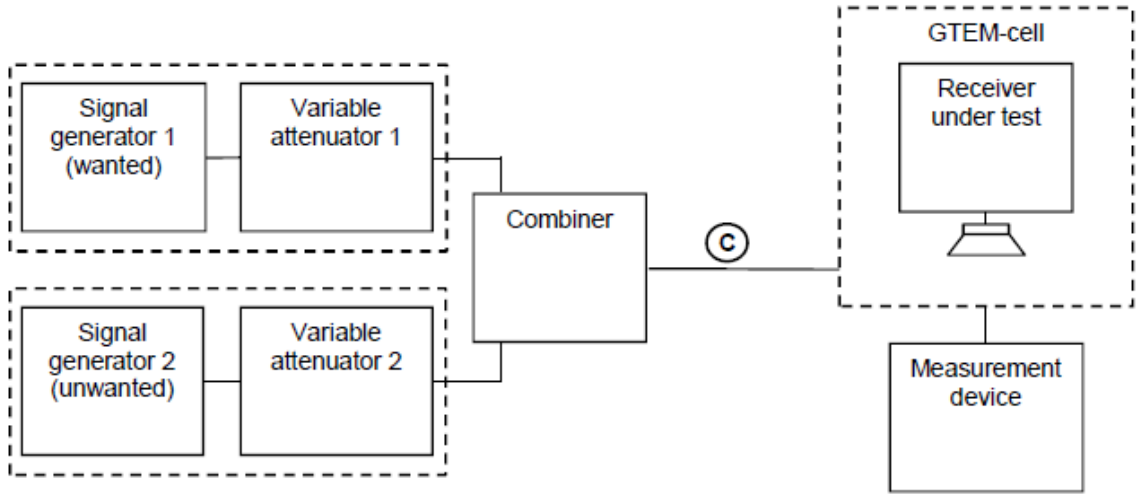 Signal
generator 1
(wanted)
Variable
attenuator 1
Signal
generator 2
(unwanted)
Variable
attenuator 2
Combiner
C
GTEM-cell
Receiver
under test
Measurement
device